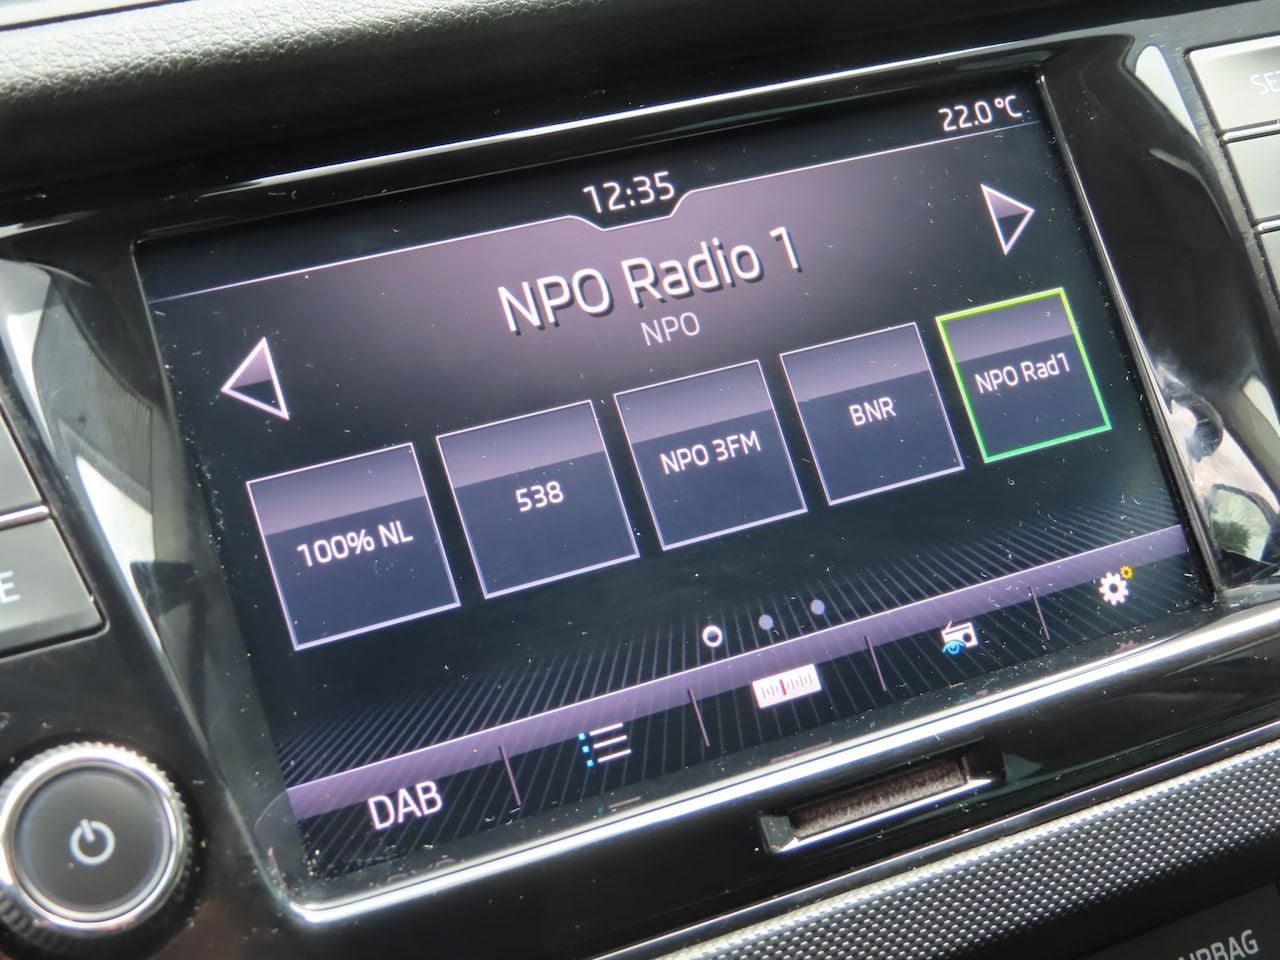 22.0°C
12:35
NPO Radio 1
NPO
100% NL
538
NPO 3FM
BNR
NPO Rad1
DAB